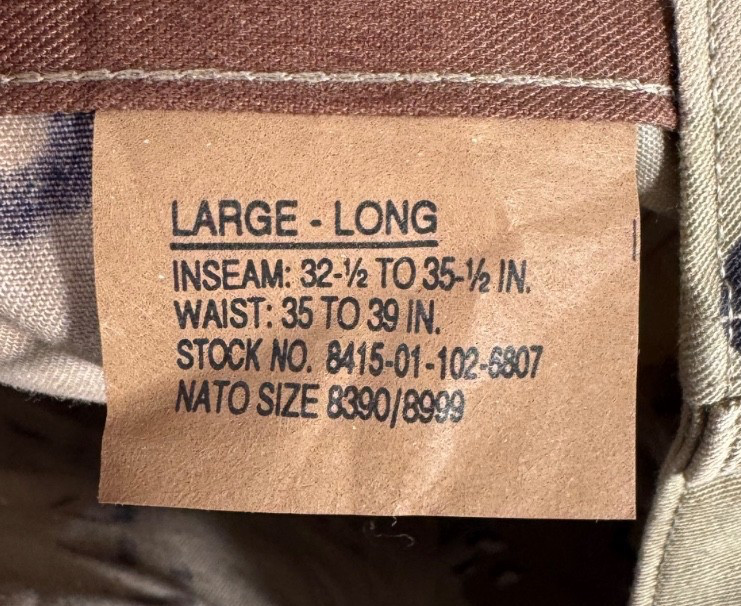 LARGE - LONG
INSEAM: 32-½ TO 35-½ IN.
WAIST: 35 TO 39 IN.
STOCK NO. 8415-01-102-6807
NATO SIZE 8390/8999